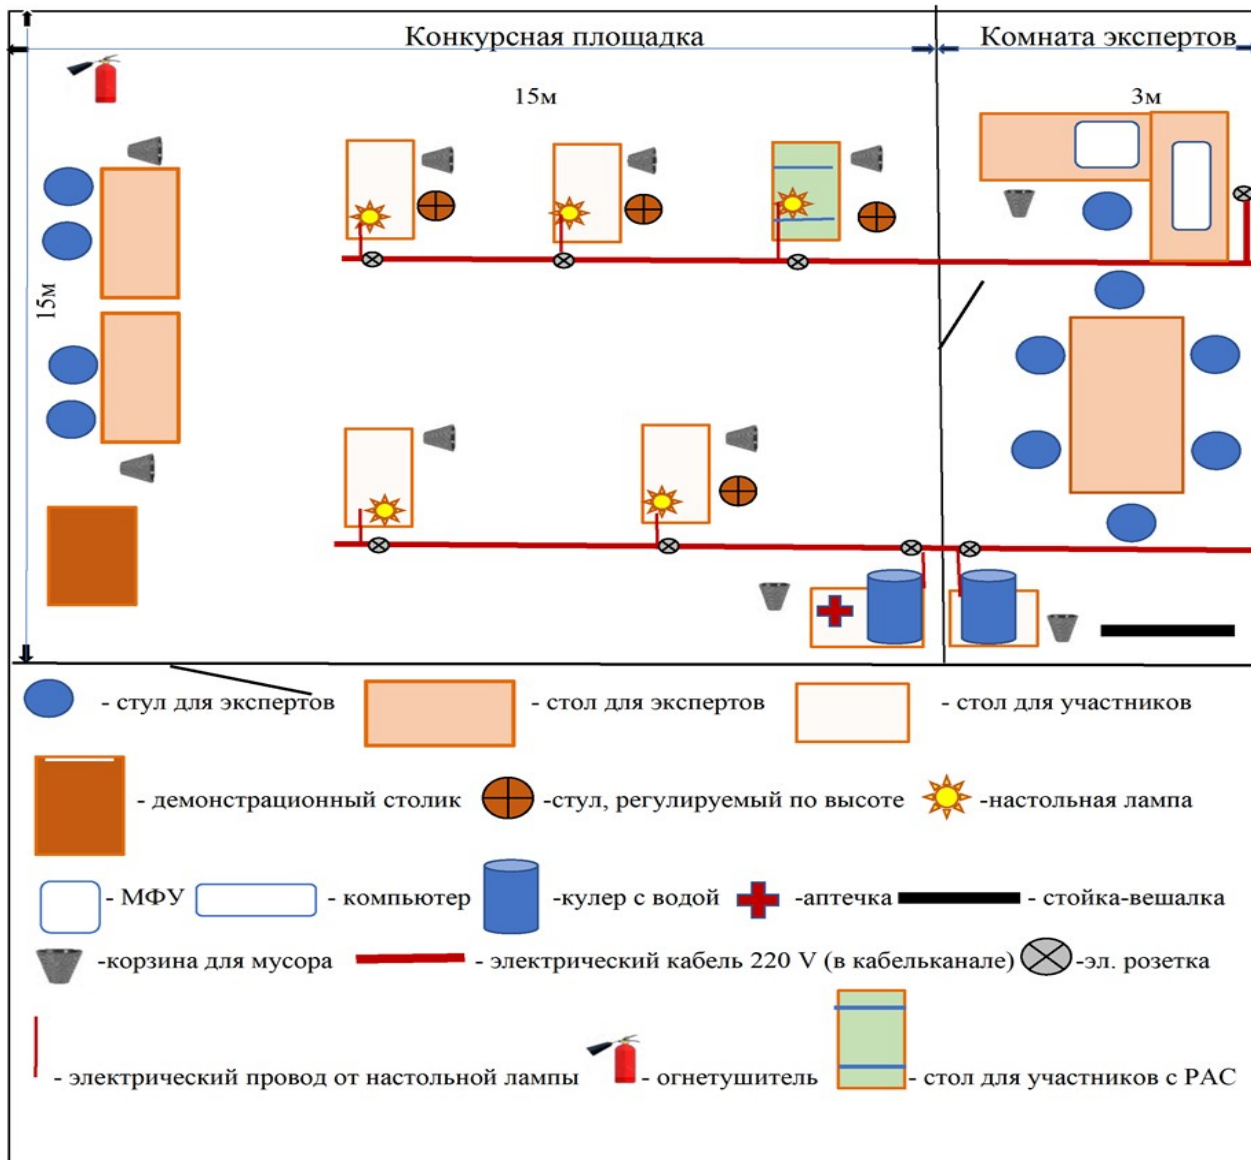 Конкурсная площадка
Комната экспертов
15м
3м
15м
- стул для экспертов
- стол для экспертов
- стол для участников
- демонстрационный столик
-стул, регулируемый по высоте
-настольная лампа
- МФУ
- компьютер
-кулер с водой
-аптечка
- стойка-вешалка
-корзина для мусора
- электрический кабель 220 V (в кабельканале)
-эл. розетка
- электрический провод от настольной лампы
- огнетушитель
- стол для участников с РАС